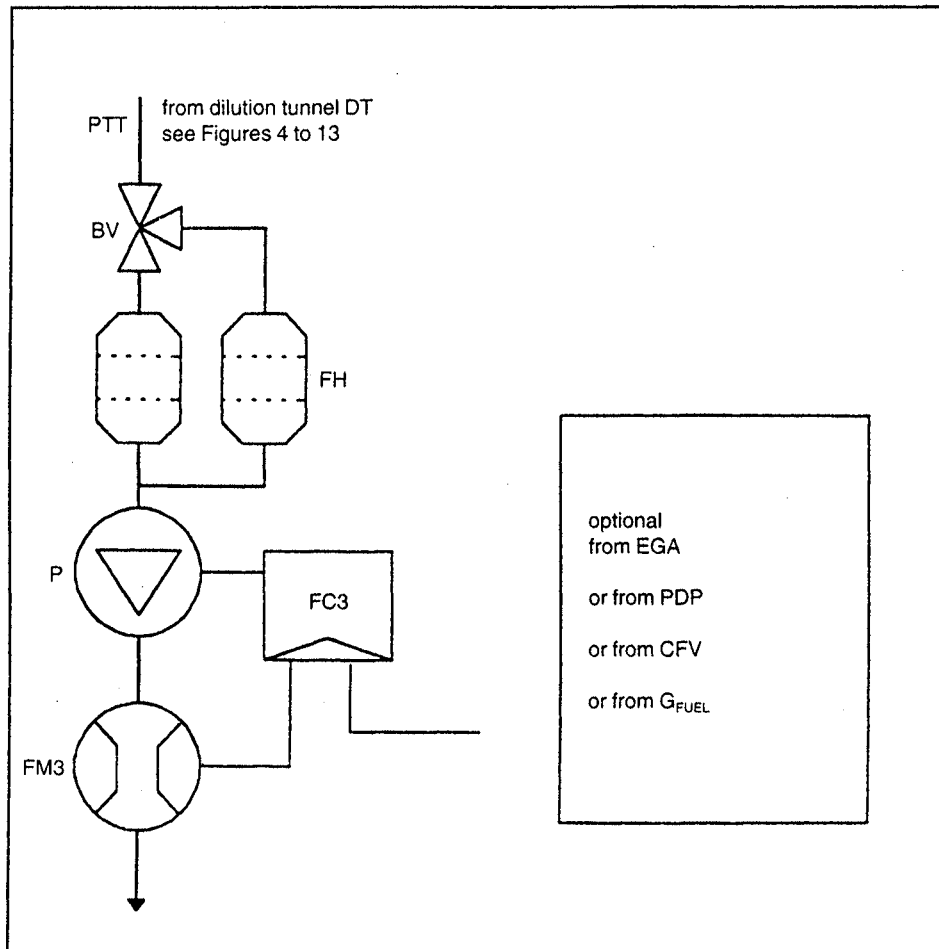 from dilution tunnel DT
PTT
see Figures 4 to 13
BV
FH
optional
from EGA
P
FC3
or from PDP
or from CFV
or from GFUEL
FM3